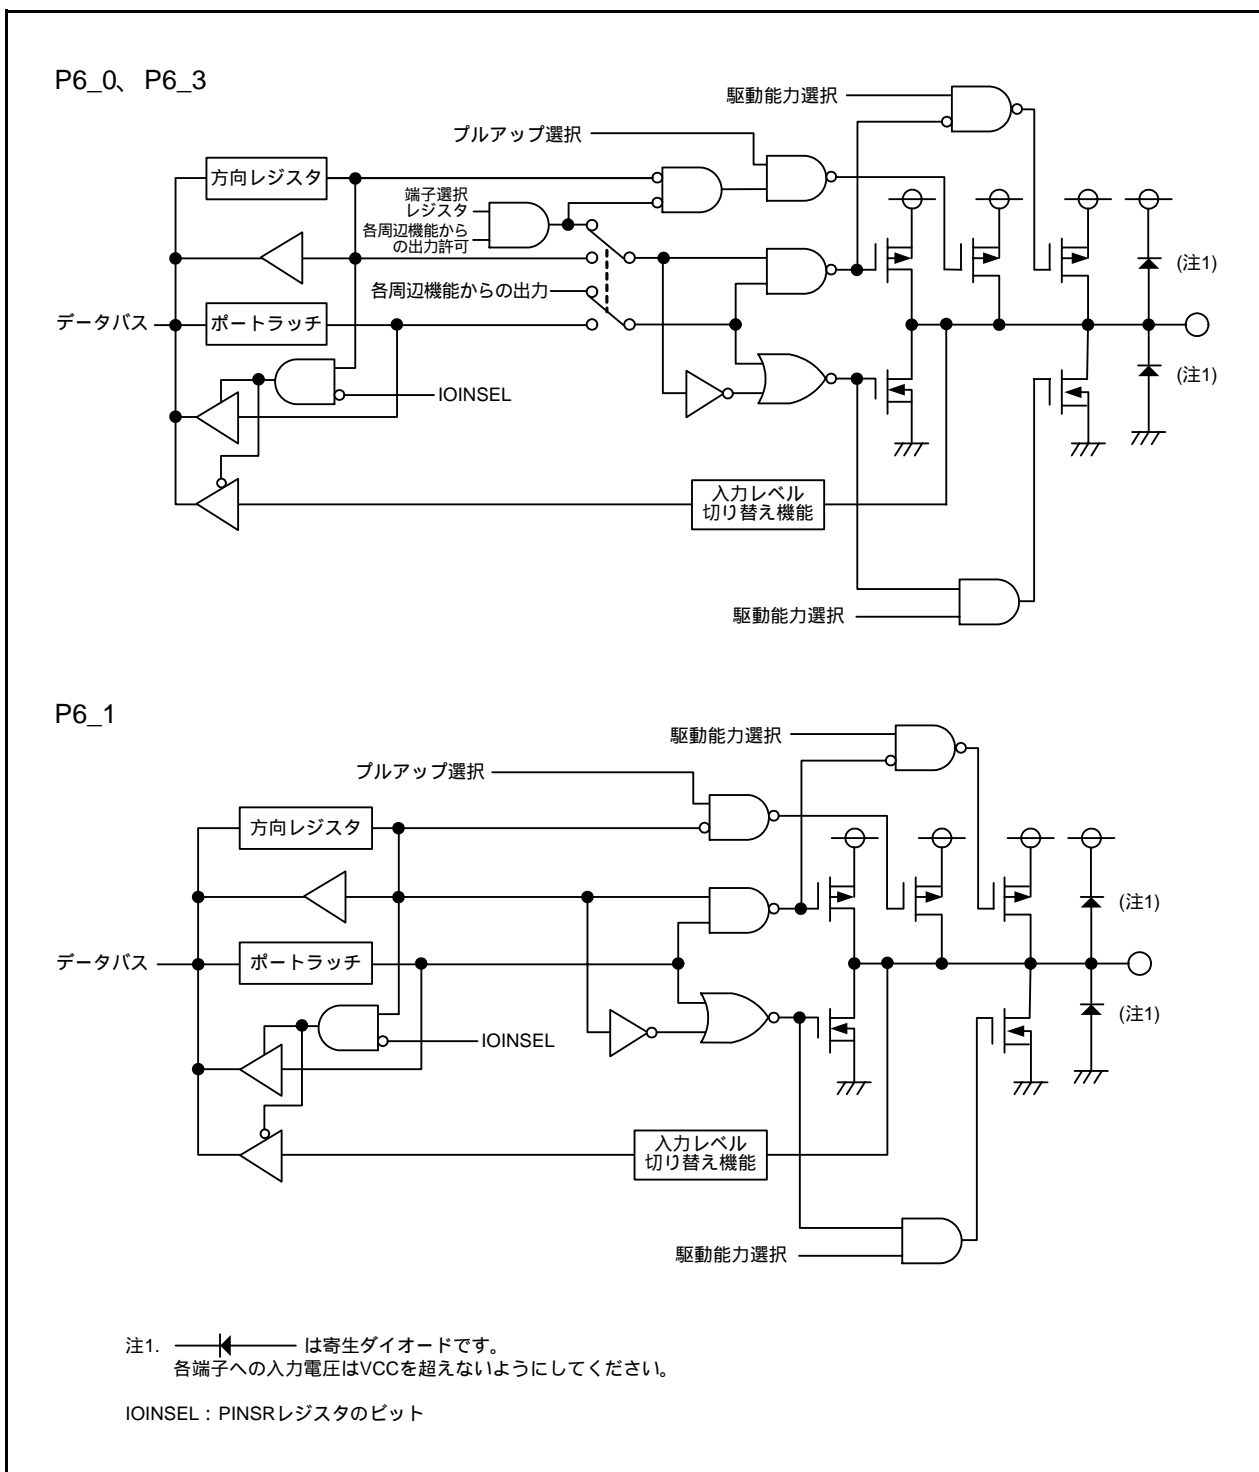 P6_0、P6_3
駆動能力選択
プルアップ選択
方向レジスタ
端子選択
レジスタ
各周辺機能から
の出力許可
各周辺機能からの出力
データバス
ポートラッチ
IOINSEL
(注1)
(注1)
入力レベル
切り替え機能
駆動能力選択
P6_1
駆動能力選択
プルアップ選択
方向レジスタ
データバス
ポートラッチ
IOINSEL
(注1)
(注1)
入力レベル
切り替え機能
駆動能力選択
注1. は寄生ダイオードです。
各端子への入力電圧はVCCを超えないようにしてください。
IOINSEL：PINSRレジスタのビット